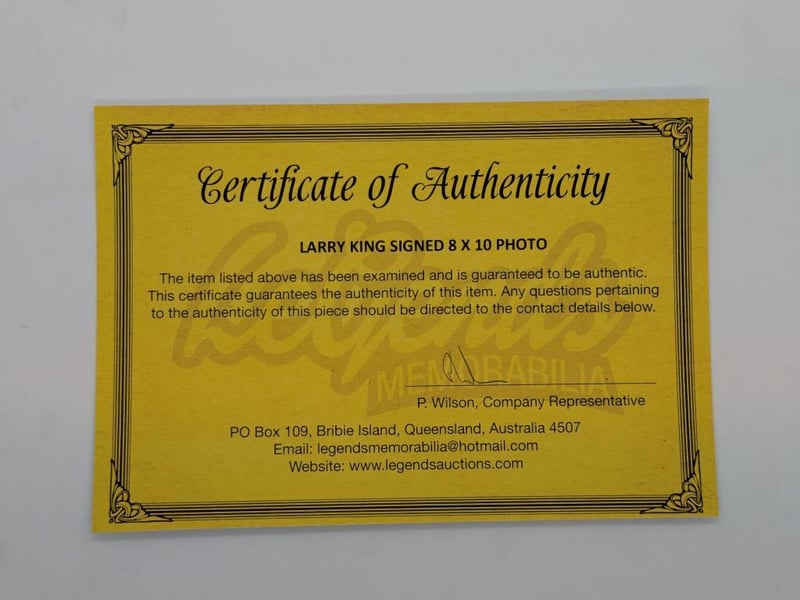 Certificate of Authenticity
LARRY KING SIGNED 8 X 10 PHOTO
The item listed above has been examined and is guaranteed to be authentic.
This certificate guarantees the authenticity of this item. Any questions pertaining
to the authenticity of this piece should be directed to the contact details below.
Legends
MEMORABILIA
P. Wilson, Company Representative
PO Box 109, Bribie Island, Queensland, Australia 4507
Email: legendsmemorabilia@hotmail.com
Website: www.legendsauctions.com